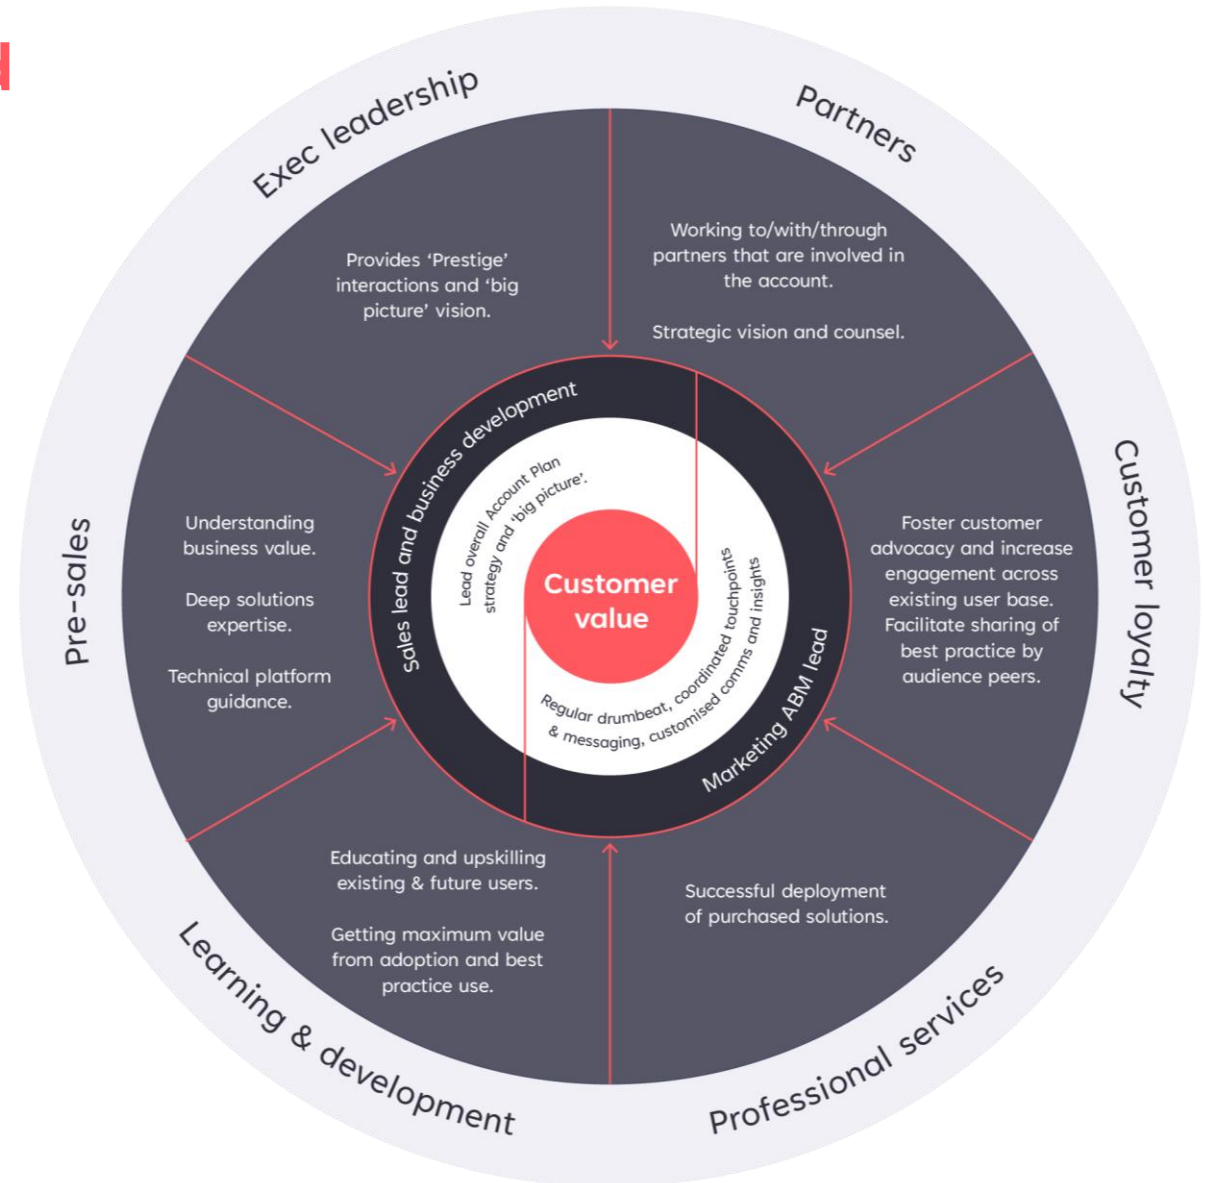 Exec leadership
Partners
Provides ‘Prestige’
interactions and ‘big
picture’ vision.
Working to/with/through
partners that are involved in
the account.
Strategic vision and counsel.
Pre-sales
Understanding
business value.
Deep solutions
expertise.
Technical platform
guidance.
Sales lead and business development
Lead overall Account Plan
strategy and ‘big picture’.
Customer
value
Regular drumbeat, coordinated touchpoints
& messaging, customised comms and insights
Marketing ABM lead
Customer loyalty
Foster customer
advocacy and increase
engagement across
existing user base.
Facilitate sharing of
best practice by
audience peers.
Educating and upskilling
existing & future users.
Getting maximum value
from adoption and best
practice use.
Successful deployment
of purchased solutions.
Learning & development
Professional services